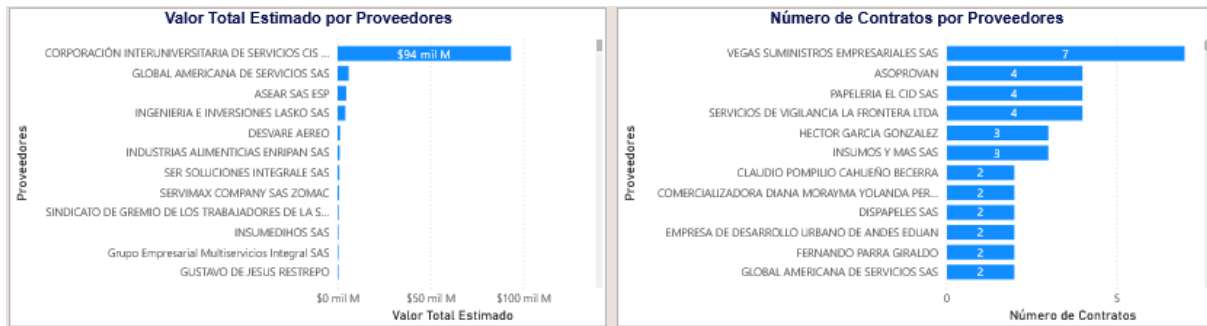 Valor Total Estimado por Proveedores
Proveedores
CORPORACIÓN INTERUNIVERSITARIA DE SERVICIOS CIS ... $94 mil M
GLOBAL AMERICANA DE SERVICIOS SAS
ASEAR SAS ESP
INGENIERIA E INVERSIONES LASKO SAS
DESVARE AEREO
INDUSTRIAS ALIMENTICIAS ENRIPAN SAS
SER SOLUCIONES INTEGRALE SAS
SERVIMAX COMPANY SAS ZOMAC
SINDICATO DE GREMIO DE LOS TRABAJADORES DE LA S...
INSUMEDIHOS SAS
Grupo Empresarial Multiservicios Integral SAS
GUSTAVO DE JESUS RESTREPO
$0 mil M $50 mil M $100 mil M
Valor Total Estimado
Número de Contratos por Proveedores
Proveedores
VEGAS SUMINISTROS EMPRESARIALES SAS 7
ASOPROVAN 4
PAPELERIA EL CID SAS 4
SERVICIOS DE VIGILANCIA LA FRONTERA LTDA 4
HECTOR GARCIA GONZALEZ 3
INSUMOS Y MAS SAS 3
CLAUDIO POMPILIO CAHUEÑO BECERRA 2
COMERCIALIZADORA DIANA MORAYMA YOLANDA PER... 2
DISPAPELES SAS 2
EMPRESA DE DESARROLLO URBANO DE ANDES EDUAN 2
FERNANDO PARRA GIRALDO 2
GLOBAL AMERICANA DE SERVICIOS SAS 2
0 5
Número de Contratos